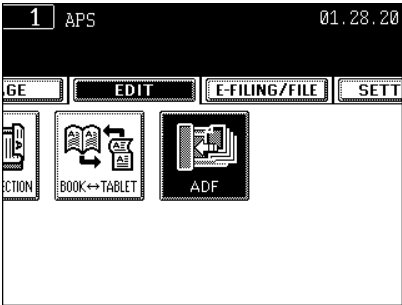 1 APS 01.28.20
.GE EDIT E-FILING/FILE SETT
ECTION BOOK↔TABLET ADF